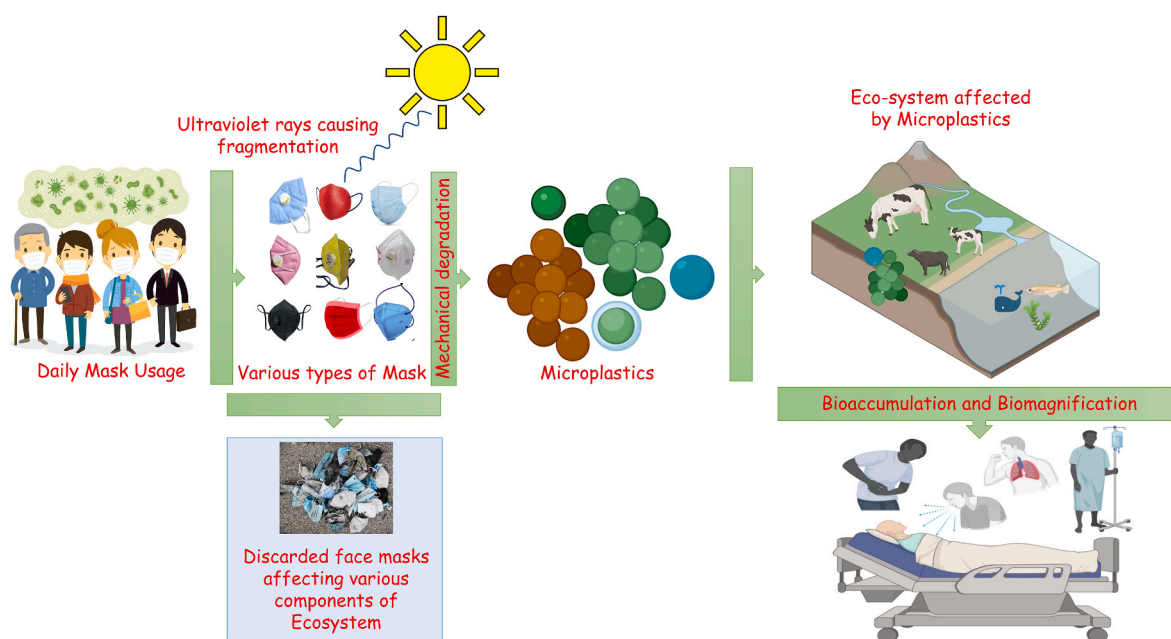 Ultraviolet rays causing
fragmentation
Eco-system affected
by Microplastics
Mechanical degradation
Daily Mask Usage
Various types of Mask
Microplastics
Bioaccumulation and Biomagnification
Discarded face masks
affecting various
components of
Ecosystem